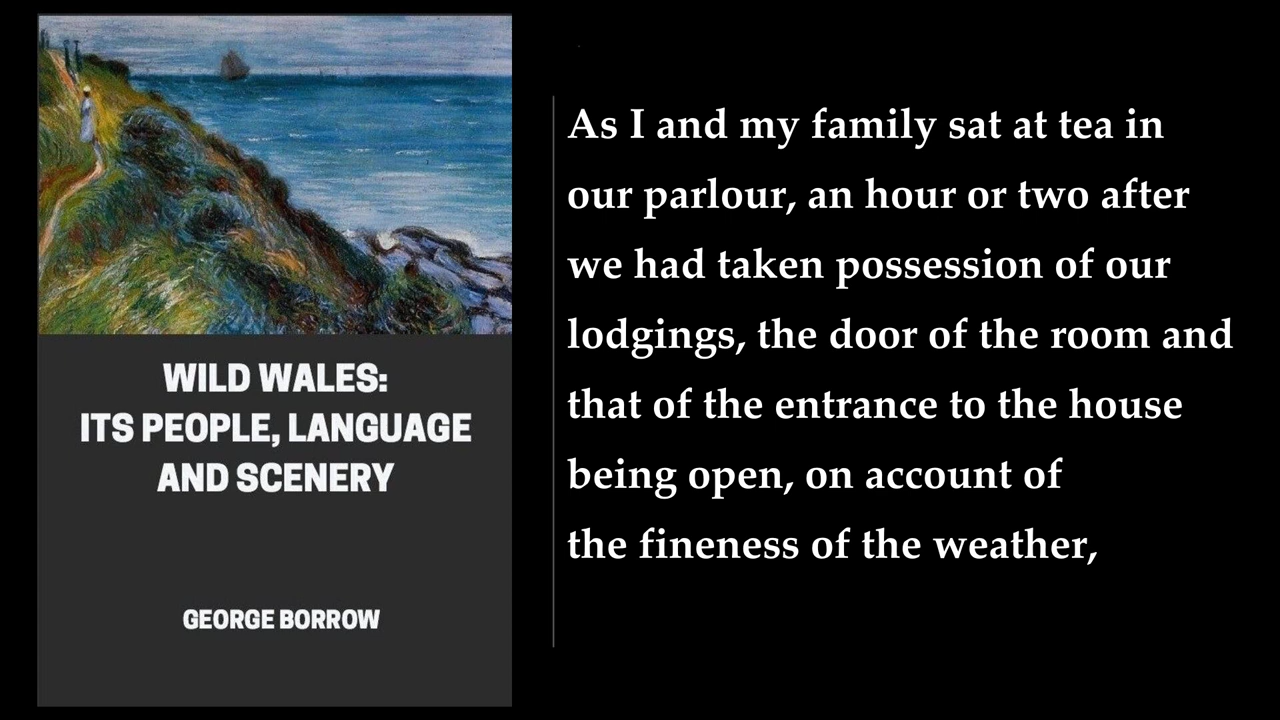 WILD WALES:
ITS PEOPLE, LANGUAGE
AND SCENERY
GEORGE BORROW
As I and my family sat at tea in
our parlour, an hour or two after
we had taken possession of our
lodgings, the door of the room and
that of the entrance to the house
being open, on account of
the fineness of the weather,